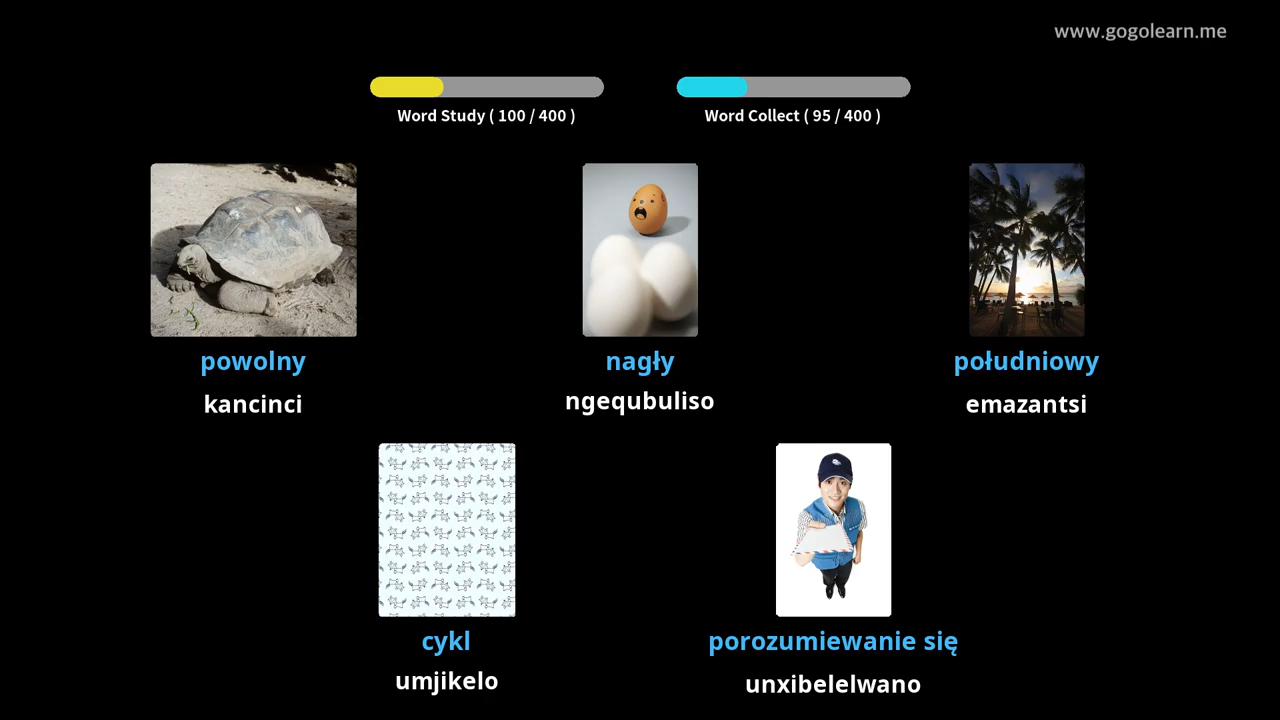 www.gogolearn.me
Word Study ( 100 / 400 )
Word Collect ( 95 / 400 )
powolny
kancinci
nagły
ngequbuliso
południowy
emazantsi
cykl
umjikelo
porozumiewanie się
unxibelelwano